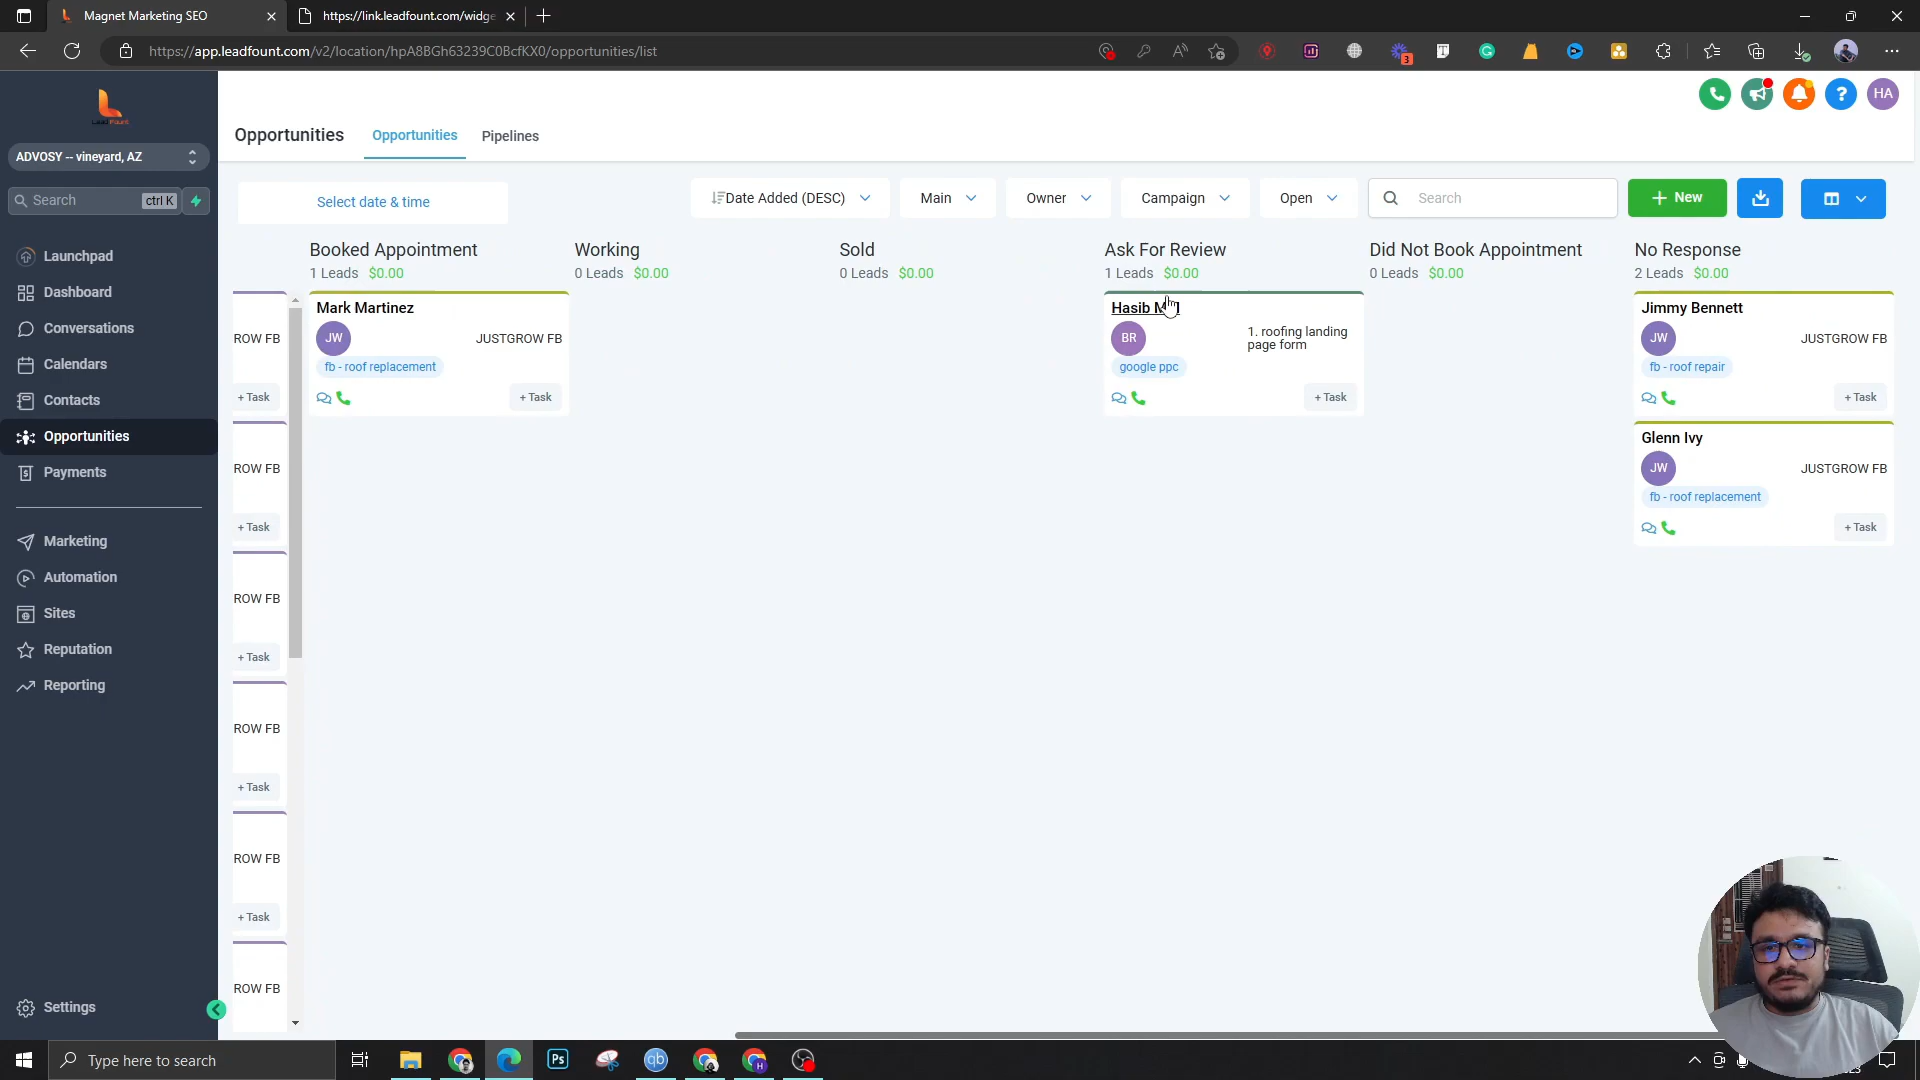 Magnet Marketing SEO
https://link.leadfount.com/widge
https://app.leadfount.com/v2/location/hpA8BGh63239C0BcfKX0/opportunities/list
3
HA
Opportunities
Opportunities
Pipelines
ADVOSY -- vineyard, AZ
Search
ctrl K
Launchpad
Dashboard
Conversations
Calendars
Contacts
Opportunities
Payments
Marketing
Automation
Sites
Reputation
Reporting
Settings
Select date & time
Date Added (DESC)
Main
Owner
Campaign
Open
Search
+ New
ROW FB
+ Task
ROW FB
+ Task
ROW FB
+ Task
ROW FB
+ Task
ROW FB
+ Task
ROW FB
Booked Appointment
1 Leads $0.00
Mark Martinez
JW
JUSTGROW FB
fb - roof replacement
+ Task
Working
0 Leads $0.00
Sold
0 Leads $0.00
Ask For Review
1 Leads $0.00
Hasib
BR
1. roofing landing
page form
google ppc
+ Task
Did Not Book Appointment
0 Leads $0.00
No Response
2 Leads $0.00
Jimmy Bennett
JW
JUSTGROW FB
fb - roof repair
+ Task
Glenn Ivy
JW
JUSTGROW FB
fb - roof replacement
+ Task
Type here to search
Ps
qb